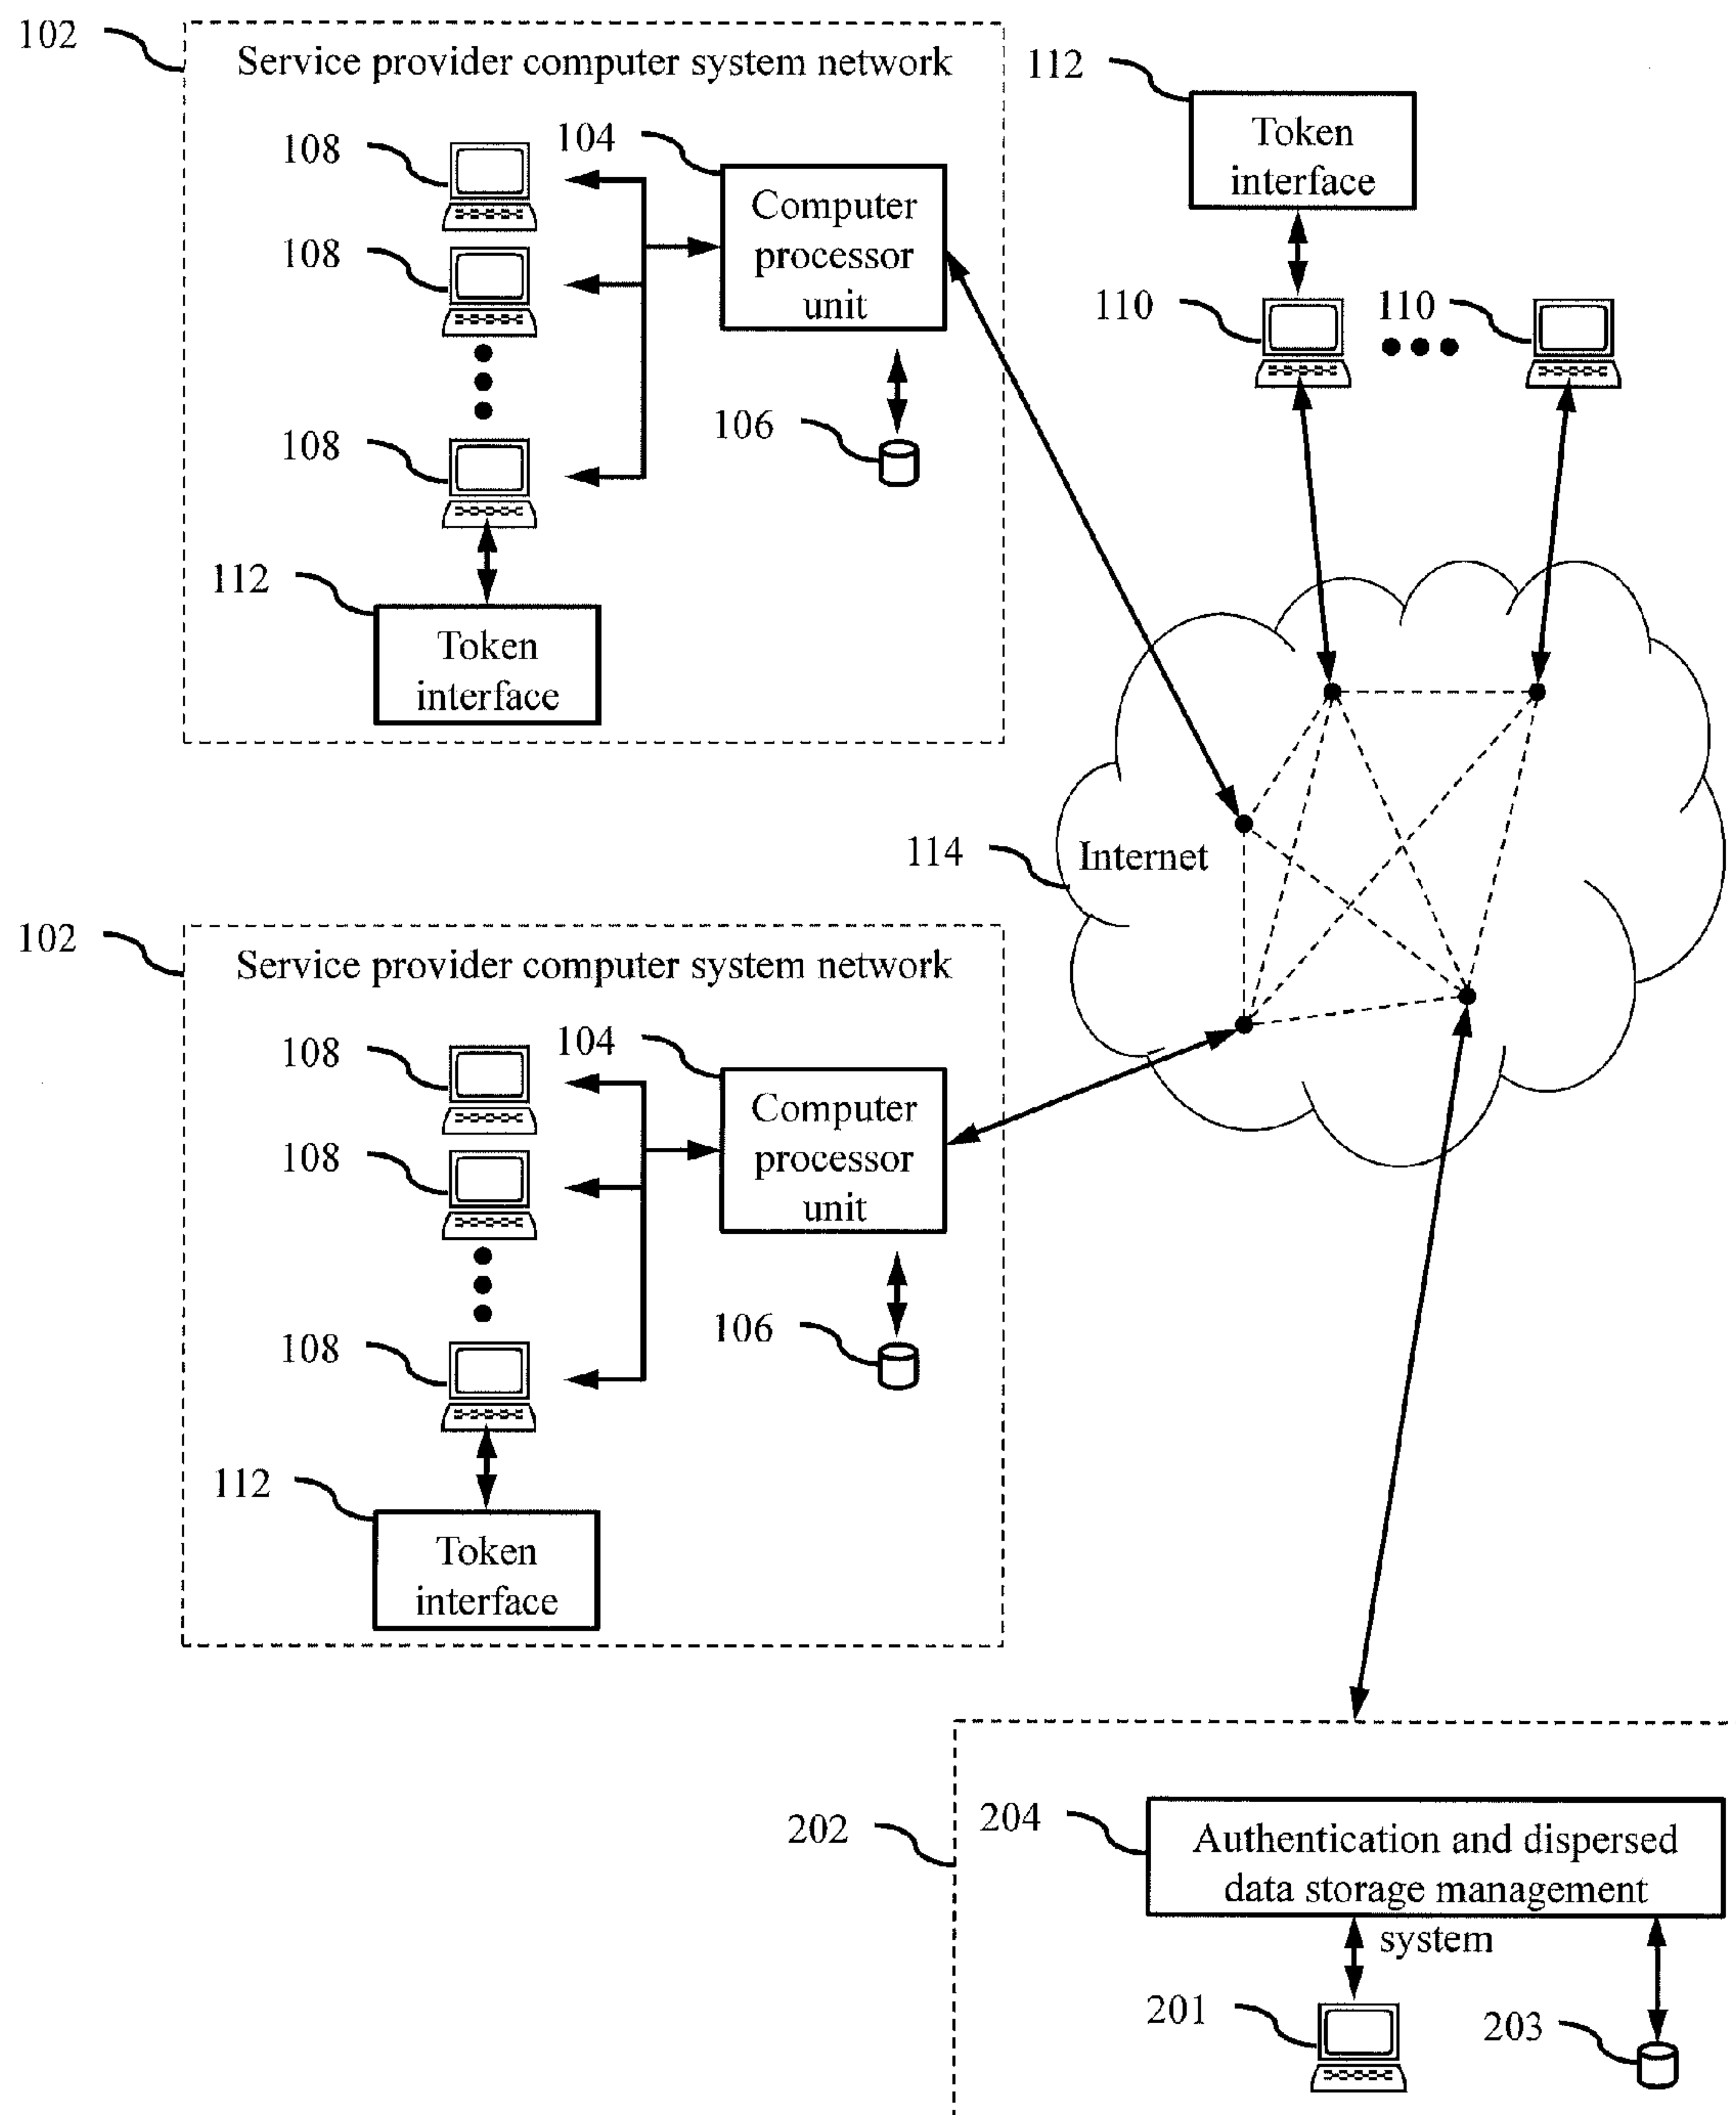 102
Service provider computer system network
108
104
Computer
processor
unit
108
106
108
112
Token
interface
112
Token
interface
110
110
114
Internet
102
Service provider computer system network
108
104
Computer
processor
unit
108
106
108
112
Token
interface
202
204
Authentication and dispersed
data storage management
system
201
203